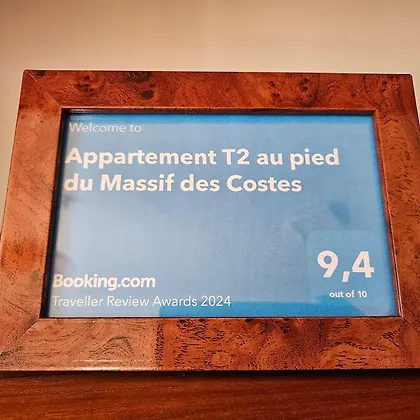 Welcome to
Appartement T2 au pied
du Massif des Costes
9,4
out of 10
Booking.com
Traveller Review Awards 2024